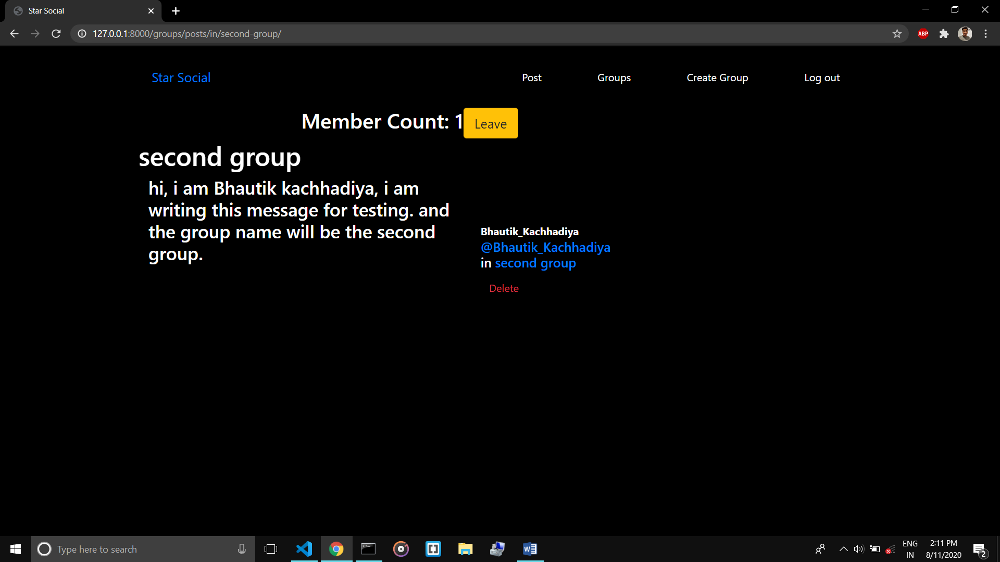 Star Social
127.0.0.1:8000/groups/posts/in/second-group/
ABP
Star Social
Post
Groups
Create Group
Log out
Member Count: 1
Leave
second group
hi, i am Bhautik kachhadiya, i am
writing this message for testing. and
the group name will be the second
group.
Bhautik_Kachhadiya
@Bhautik_Kachhadiya
in second group
Delete
Type here to search
ENG
IN
2:11 PM
8/11/2020
2